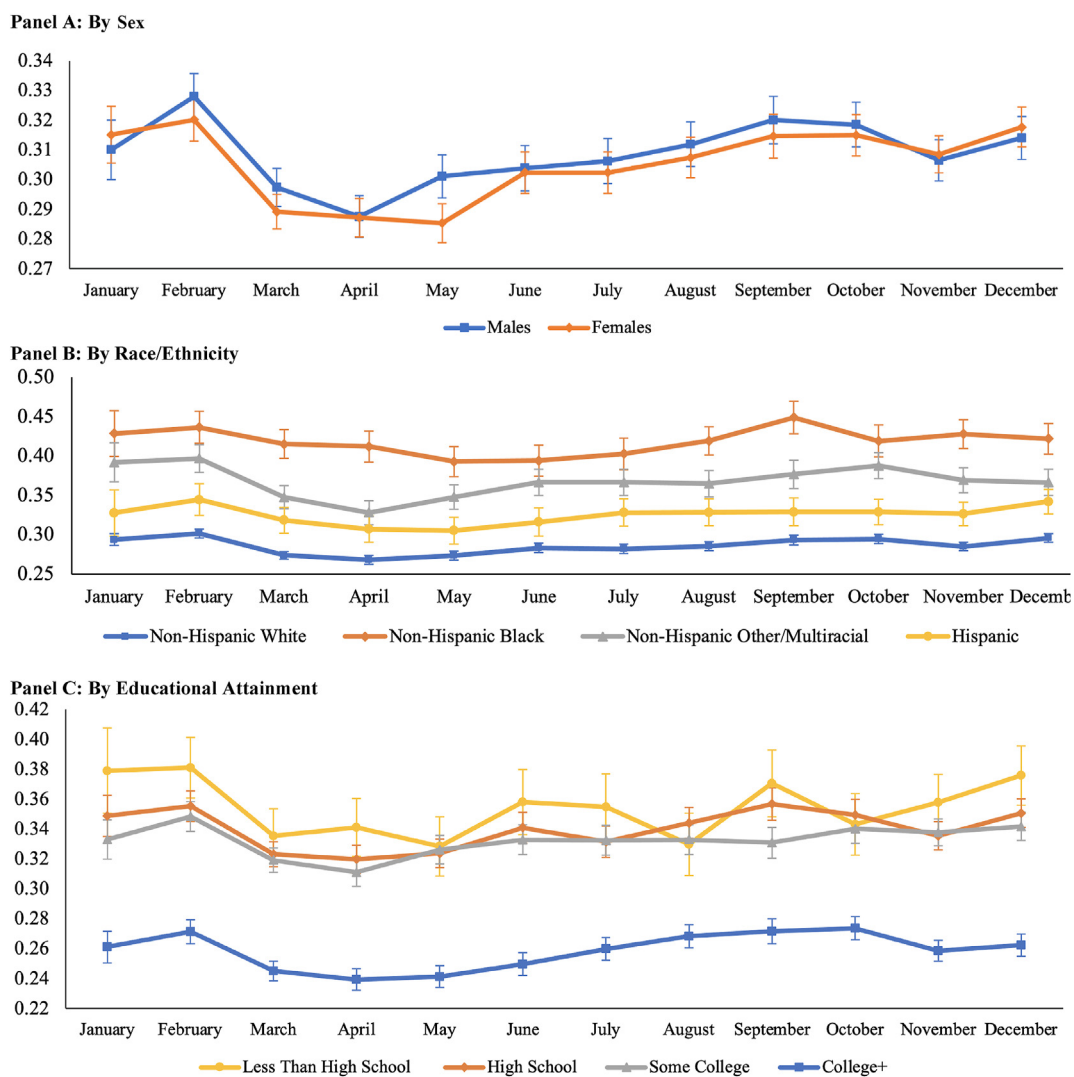 Panel A: By Sex
0.34
0.33
0.32
0.31
0.30
0.29
0.28
0.27
January February March April May June July August September October November December
Males Females
Panel B: By Race/Ethnicity
0.50
0.45
0.40
0.35
0.30
0.25
January February March April May June July August September October November Decemb
Non-Hispanic White Non-Hispanic Black Non-Hispanic Other/Multiracial Hispanic
Panel C: By Educational Attainment
0.42
0.40
0.38
0.36
0.34
0.32
0.30
0.28
0.26
0.24
0.22
January February March April May June July August September October November December
Less Than High School High School Some College College+